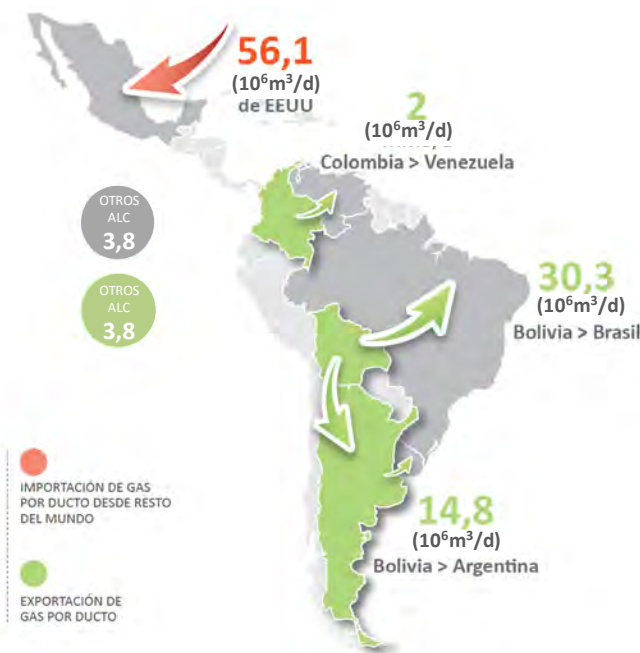 56,1
(10⁶m³/d)
de EEUU
2
(10⁶m³/d)
Colombia > Venezuela
OTROS
ALC
3,8
OTROS
ALC
3,8
30,3
(10⁶m³/d)
Bolivia > Brasil
14,8
(10⁶m³/d)
Bolivia > Argentina
IMPORTACIÓN DE GAS
POR DUCTO DESDE RESTO
DEL MUNDO
EXPORTACIÓN DE
GAS POR DUCTO